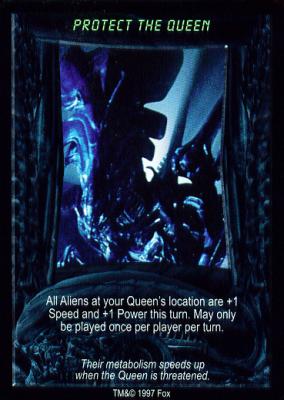 PROTECT THE QUEEN
All Aliens at your Queen's location are +1
Speed and +1 Power this turn. May only
be played once per player per turn.
Their metabolism speeds up
when the Queen is threatened.
TM&© 1997 Fox